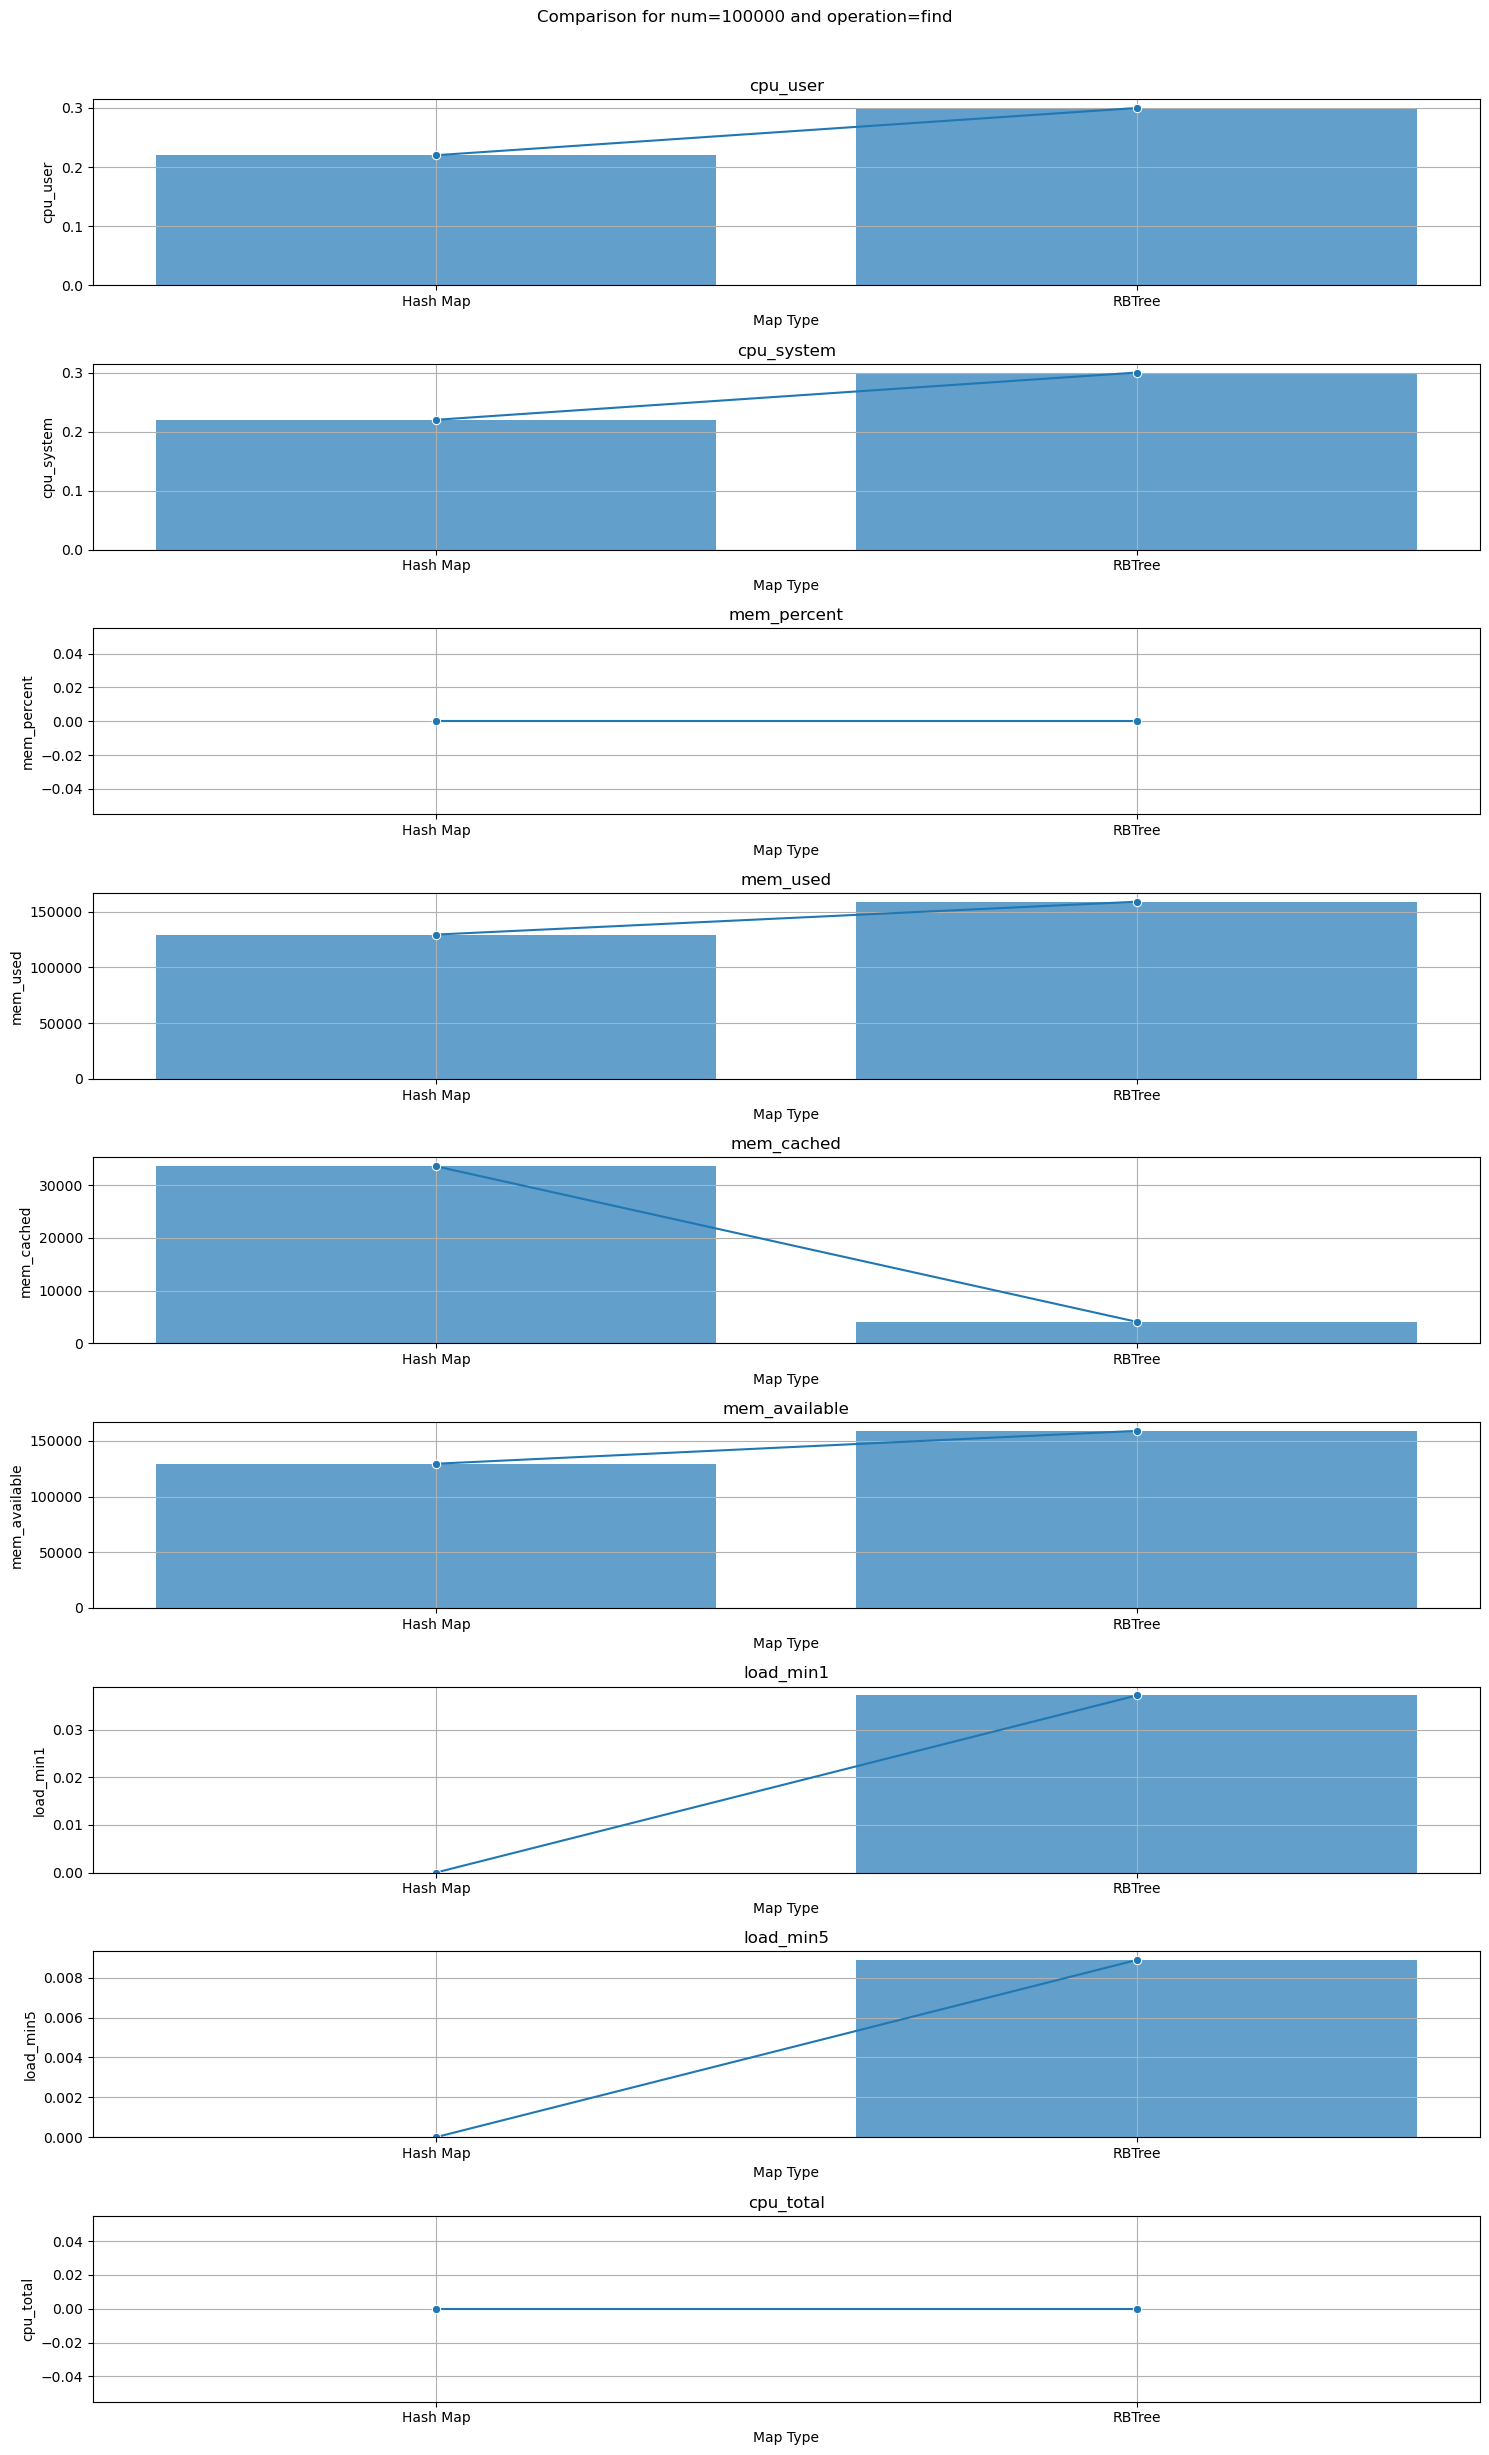 Comparison for num=100000 and operation=find
cpu_user
0.3
0.2
0.1
0.0
cpu_user
Hash Map RBTree
Map Type
cpu_system
0.3
0.2
0.1
0.0
cpu_system
Hash Map RBTree
Map Type
mem_percent
0.04
0.02
0.00
−0.02
−0.04
mem_percent
Hash Map RBTree
Map Type
mem_used
150000
100000
50000
0
mem_used
Hash Map RBTree
Map Type
mem_cached
30000
20000
10000
0
mem_cached
Hash Map RBTree
Map Type
mem_available
150000
100000
50000
0
mem_available
Hash Map RBTree
Map Type
load_min1
0.03
0.02
0.01
0.00
load_min1
Hash Map RBTree
Map Type
load_min5
0.008
0.006
0.004
0.002
0.000
load_min5
Hash Map RBTree
Map Type
cpu_total
0.04
0.02
0.00
−0.02
−0.04
cpu_total
Hash Map RBTree
Map Type